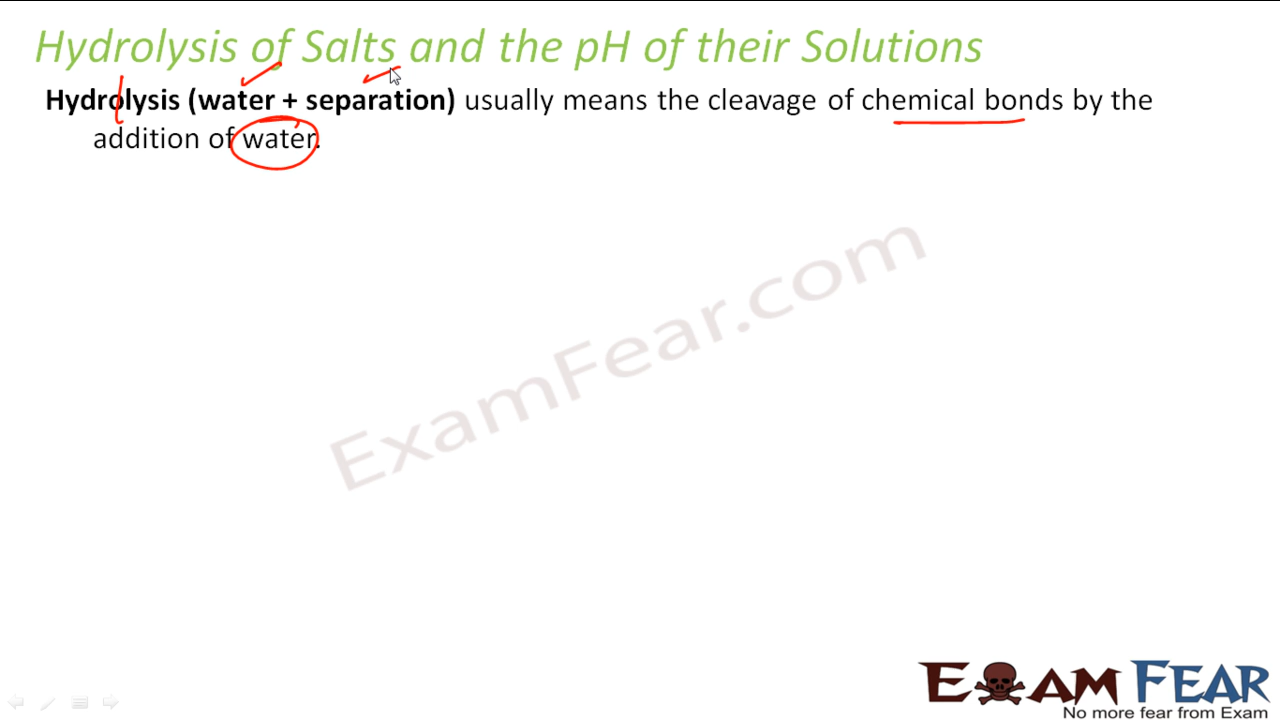 Hydrolysis of Salts and the pH of their Solutions
Hydrolysis (water + separation) usually means the cleavage of chemical bonds by the
addition of water.
ExamFear.com
EXAM FEAR
No more fear from Exam